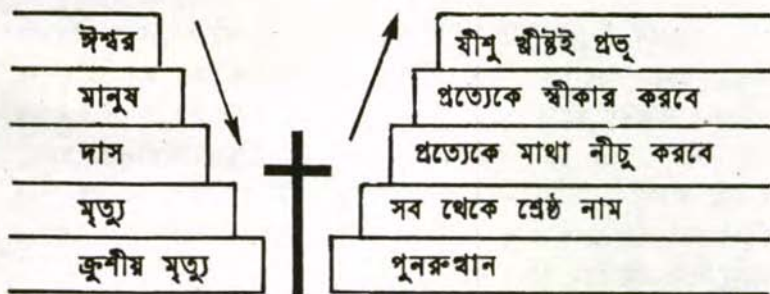 ঈশ্বর
মানুষ
দাস
মৃত্যু
ক্রুশীয় মৃত্যু
যীশু খ্রীষ্টই প্রভু
প্রত্যেকে স্বীকার করবে
প্রত্যেকে মাথা নীচু করবে
সব থেকে শ্রেষ্ঠ নাম
পুনরুত্থান